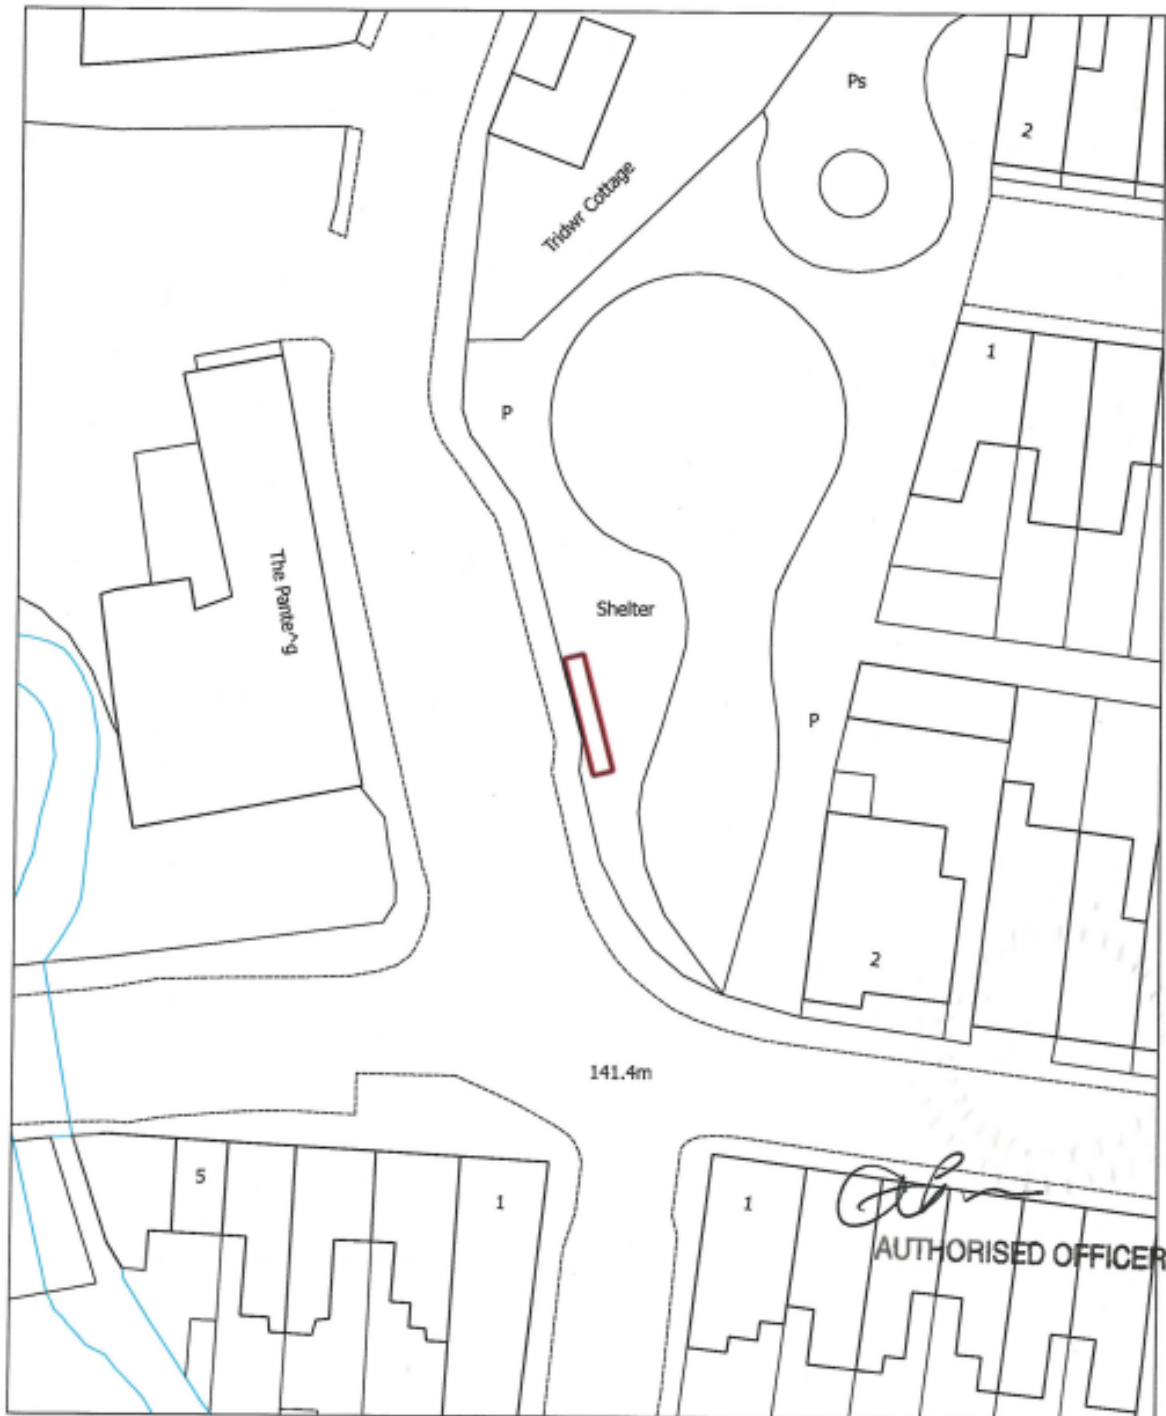 Ps
2
Tridwr Cottage
1
P
The Pante^g
Shelter
P
2
141.4m
5
1
1
AUTHORISED OFFICER